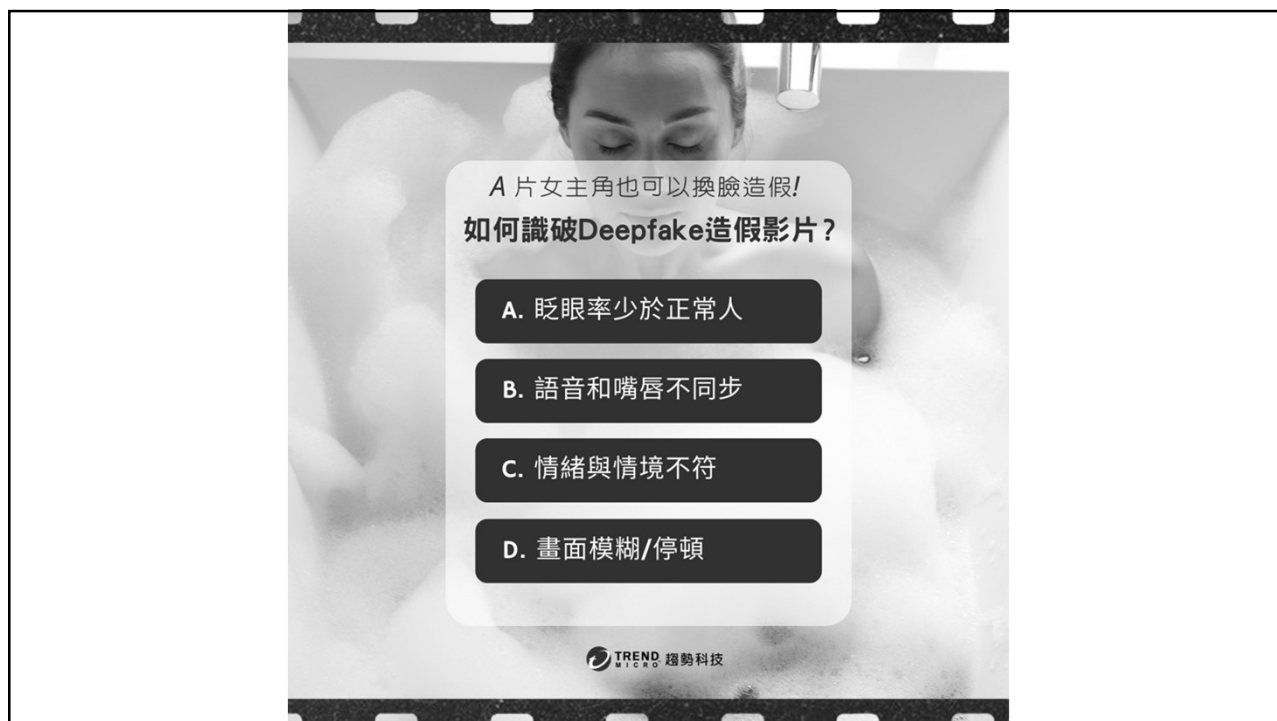 A 片女主角也可以換臉造假!
如何識破Deepfake造假影片?
A. 眨眼率少於正常人
B. 語音和嘴唇不同步
C. 情緒與情境不符
D. 畫面模糊/停頓
TREND MICRO 趨勢科技